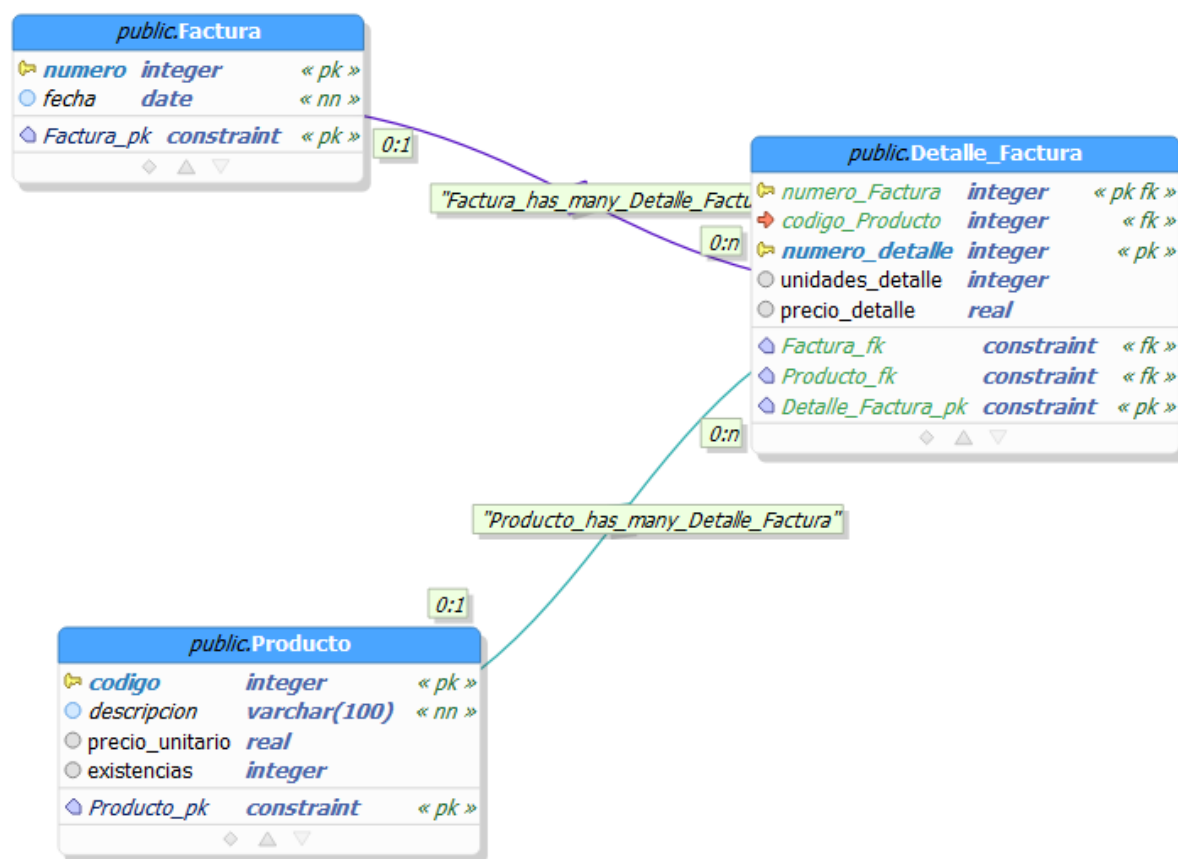 public.Factura
numero integer « pk »
fecha date « nn »
Factura_pk constraint « pk »
0:1
"Factura_has_many_Detalle_Factu
0:n
public.Detalle_Factura
numero_Factura integer « pk fk »
codigo_Producto integer « fk »
numero_detalle integer « pk »
unidades_detalle integer
precio_detalle real
Factura_fk constraint « fk »
Producto_fk constraint « fk »
Detalle_Factura_pk constraint « pk »
0:n
"Producto_has_many_Detalle_Factura"
0:1
public.Producto
codigo integer « pk »
descripcion varchar(100) « nn »
precio_unitario real
existencias integer
Producto_pk constraint « pk »